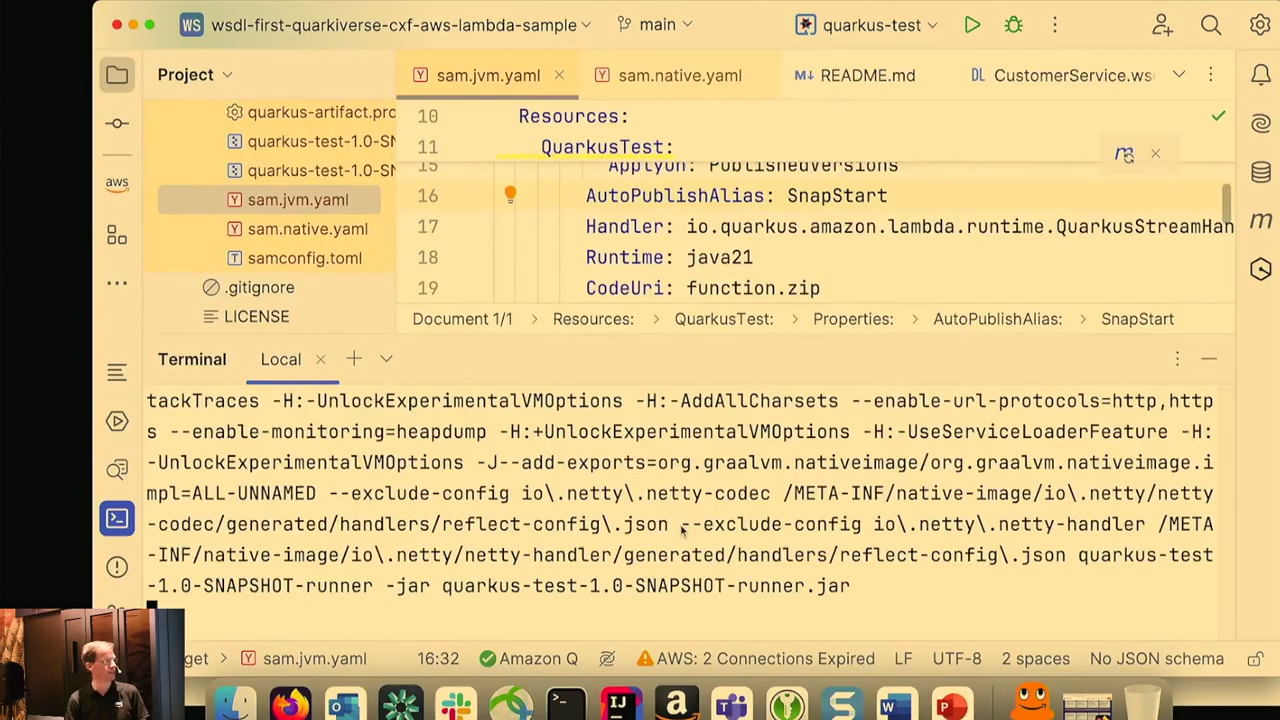 WS wsdl-first-quarkiverse-cxf-aws-lambda-sample main quarkus-test
Project
sam.jvm.yaml sam.native.yaml README.md CustomerService.ws
quarkus-artifact.pro
quarkus-test-1.0-SN
quarkus-test-1.0-SN
sam.jvm.yaml
sam.native.yaml
samconfig.toml
.gitignore
LICENSE
aws
10 Resources:
11 QuarkusTest:
15 ApplyOn: PublishedVersions
16 AutoPublishAlias: SnapStart
17 Handler: io.quarkus.amazon.lambda.runtime.QuarkusStreamHan
18 Runtime: java21
19 CodeUri: function.zip
Document 1/1 Resources: QuarkusTest: Properties: AutoPublishAlias: SnapStart
Terminal Local
tackTraces -H:-UnlockExperimentalVMOptions -H:-AddAllCharsets --enable-url-protocols=http,http
s --enable-monitoring=heapdump -H:+UnlockExperimentalVMOptions -H:-UseServiceLoaderFeature -H:
-UnlockExperimentalVMOptions -J--add-exports=org.graalvm.nativeimage/org.graalvm.nativeimage.i
mpl=ALL-UNNAMED --exclude-config io\.netty\.netty-codec /META-INF/native-image/io\.netty/netty
-codec/generated/handlers/reflect-config\.json --exclude-config io\.netty\.netty-handler /META
-INF/native-image/io\.netty/netty-handler/generated/handlers/reflect-config\.json quarkus-test
-1.0-SNAPSHOT-runner -jar quarkus-test-1.0-SNAPSHOT-runner.jar
get sam.jvm.yaml 16:32 Amazon Q AWS: 2 Connections Expired LF UTF-8 2 spaces No JSON schema